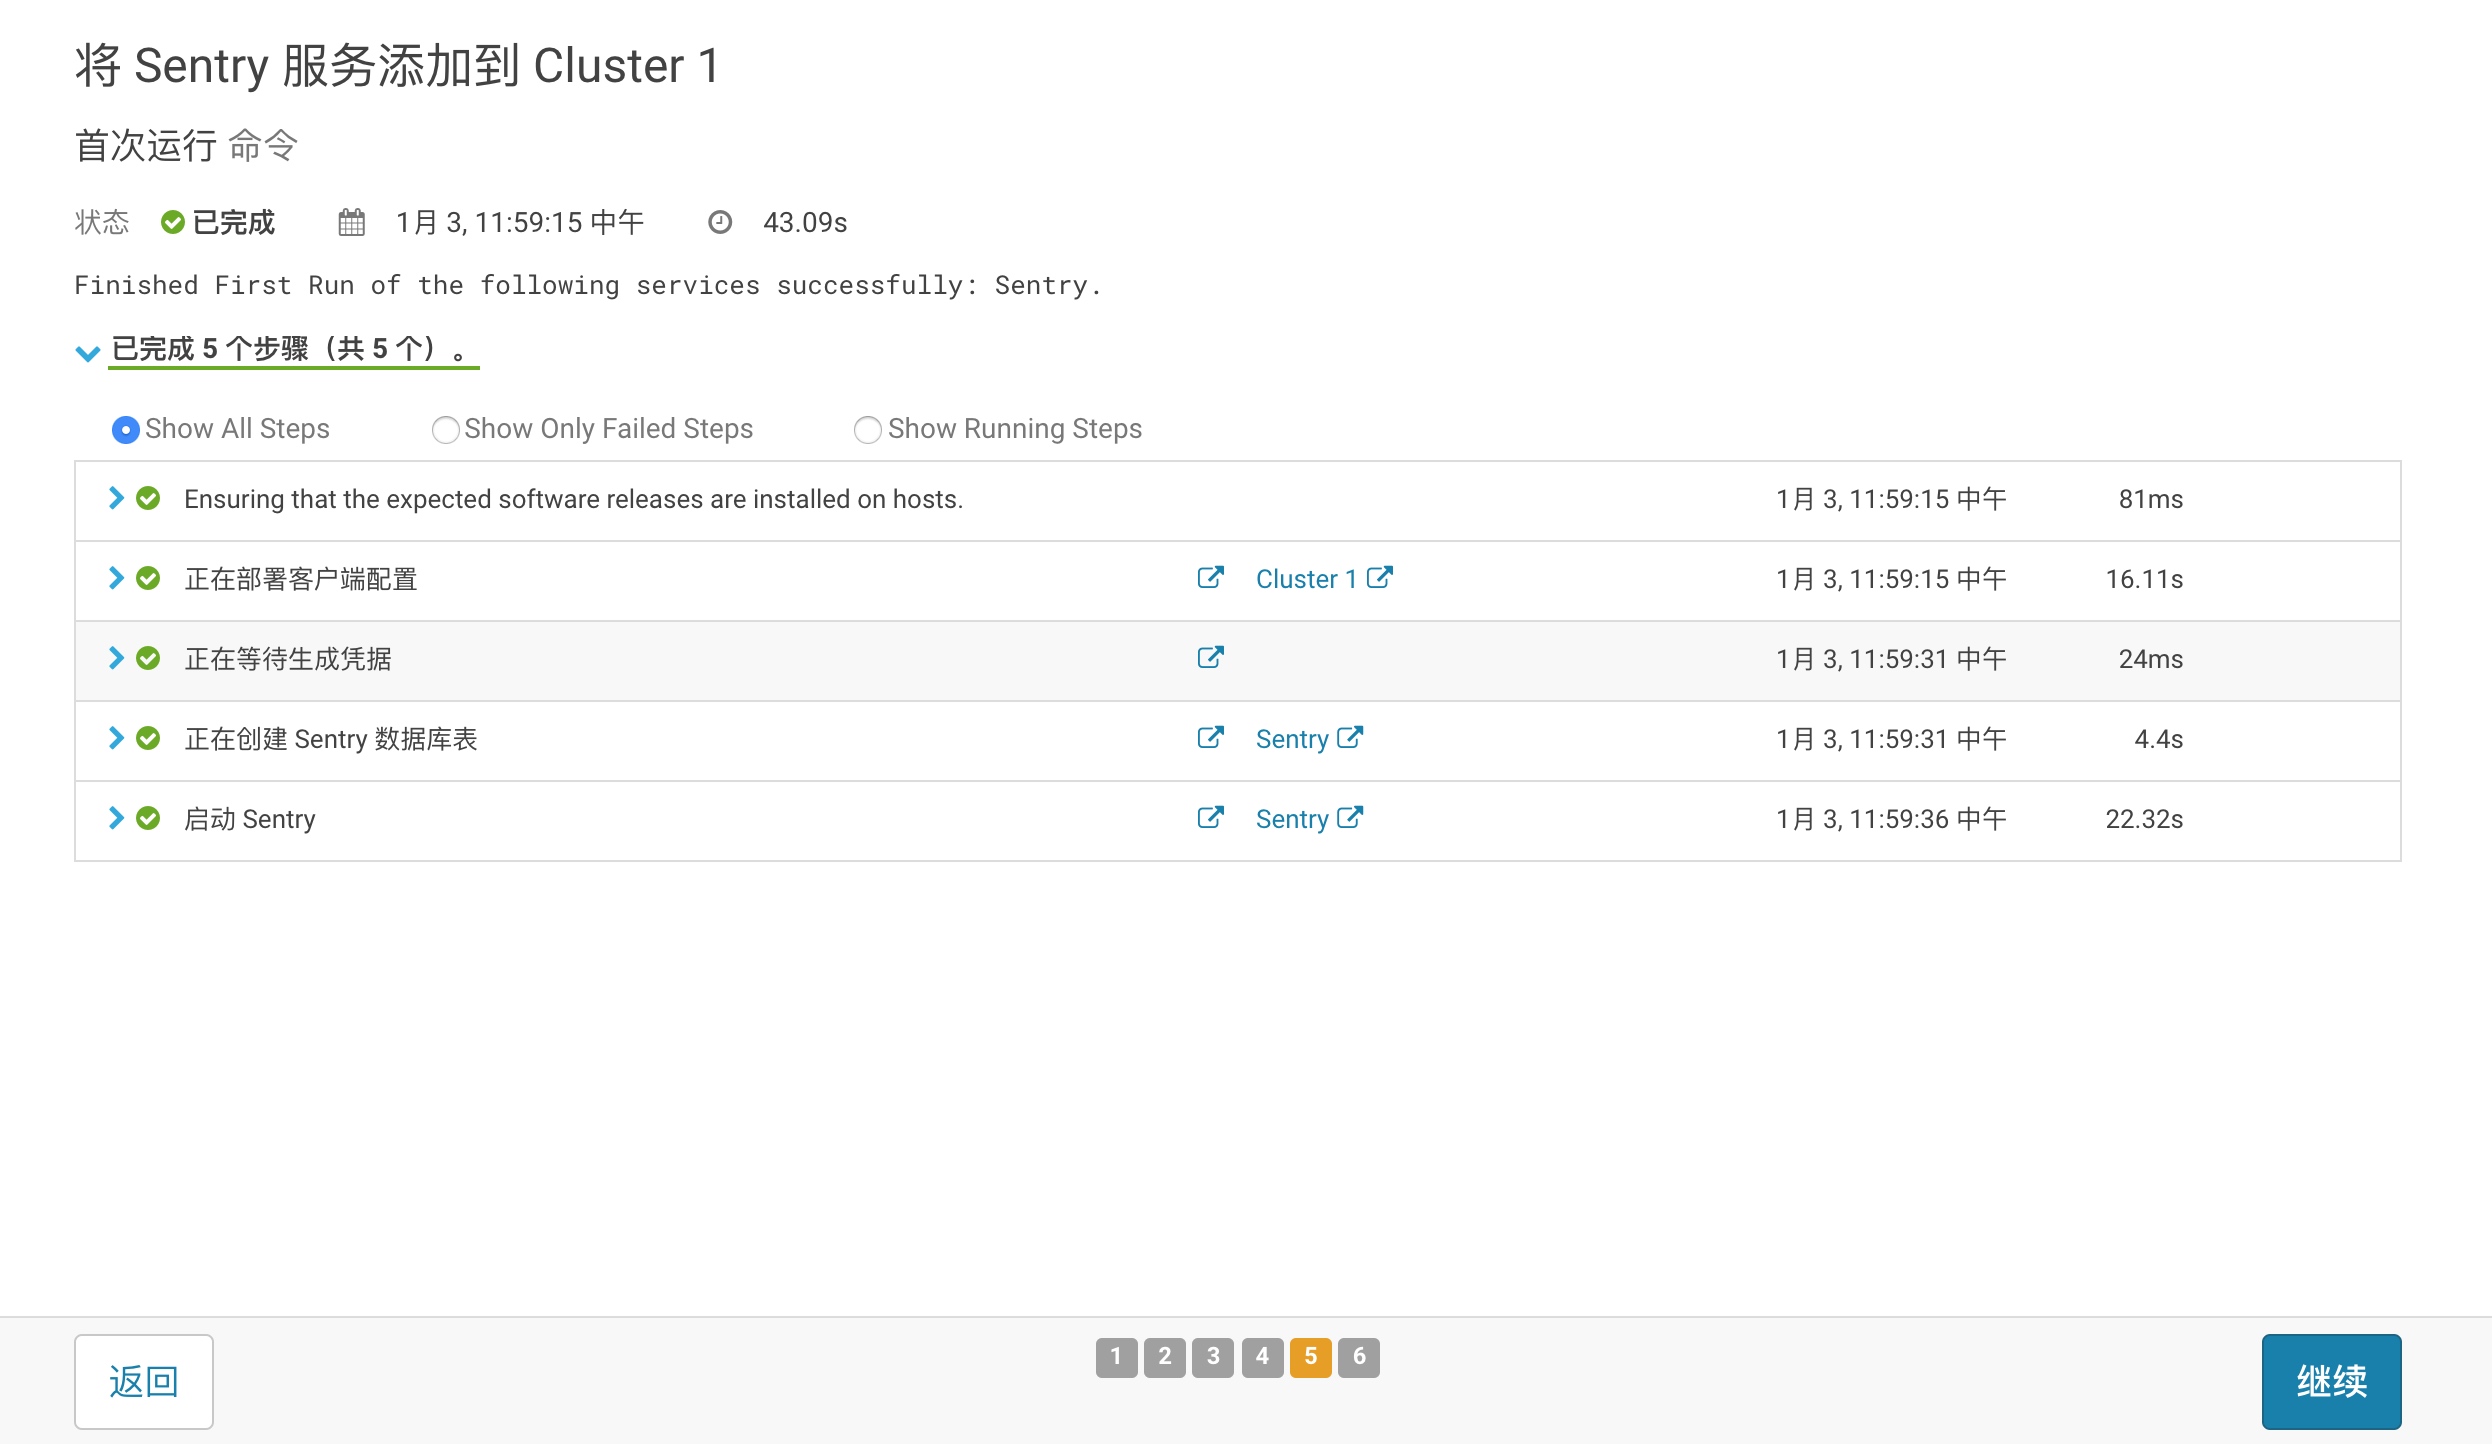 将 Sentry 服务添加到 Cluster 1
首次运行 命令
状态 已完成 1月 3, 11:59:15 中午 43.09s
Finished First Run of the following services successfully: Sentry.
已完成 5 个步骤（共 5 个）。
Show All Steps Show Only Failed Steps Show Running Steps
Ensuring that the expected software releases are installed on hosts. 1月 3, 11:59:15 中午 81ms
正在部署客户端配置 Cluster 1 1月 3, 11:59:15 中午 16.11s
正在等待生成凭据 1月 3, 11:59:31 中午 24ms
正在创建 Sentry 数据库表 Sentry 1月 3, 11:59:31 中午 4.4s
启动 Sentry Sentry 1月 3, 11:59:36 中午 22.32s
返回 1 2 3 4 5 6 继续